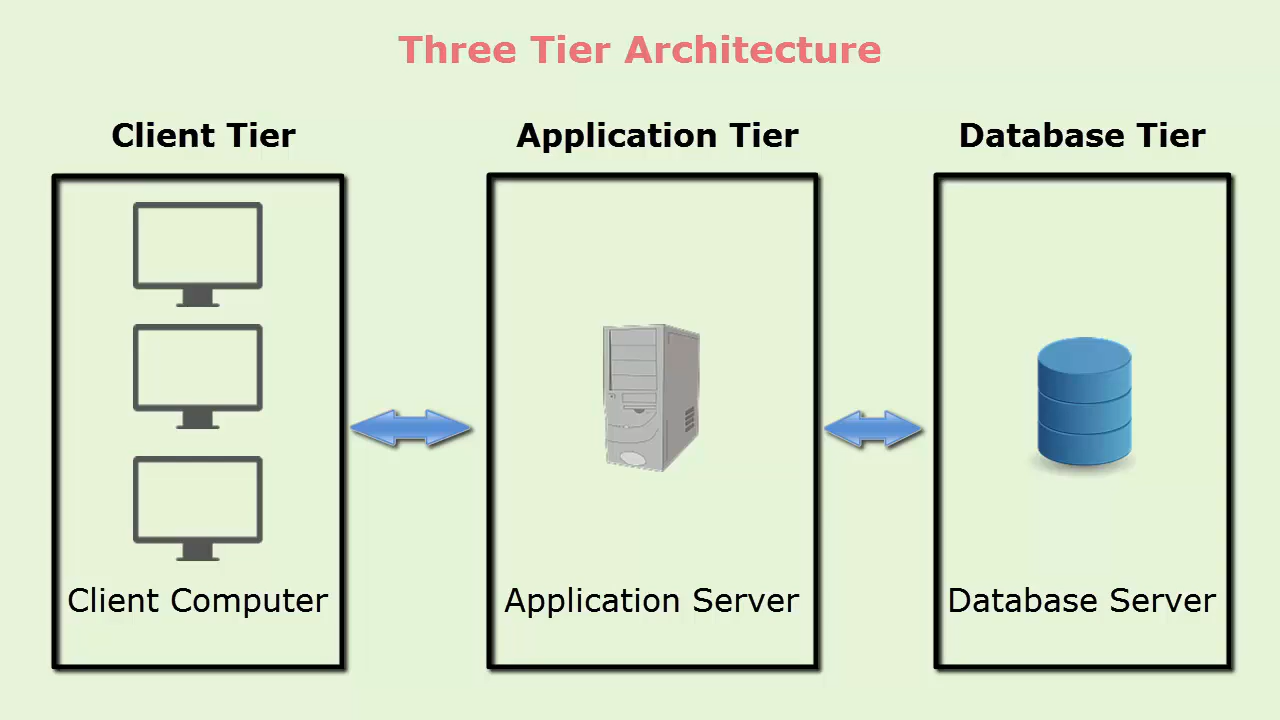 Three Tier Architecture
Client Tier
Application Tier
Database Tier
Client Computer
Application Server
Database Server